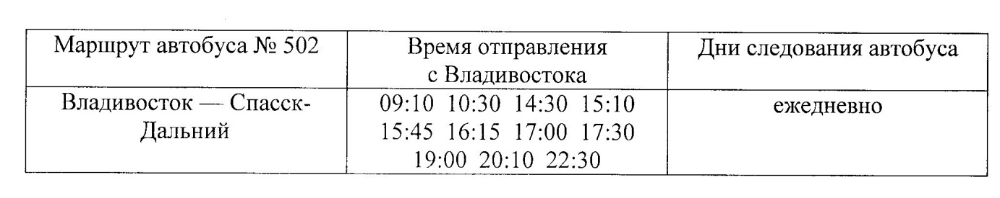 Маршрут автобуса № 502
Время отправления
с Владивостока
Дни следования автобуса
Владивосток — Спасск-
Дальний
09:10 10:30 14:30 15:10
15:45 16:15 17:00 17:30
19:00 20:10 22:30
ежедневно